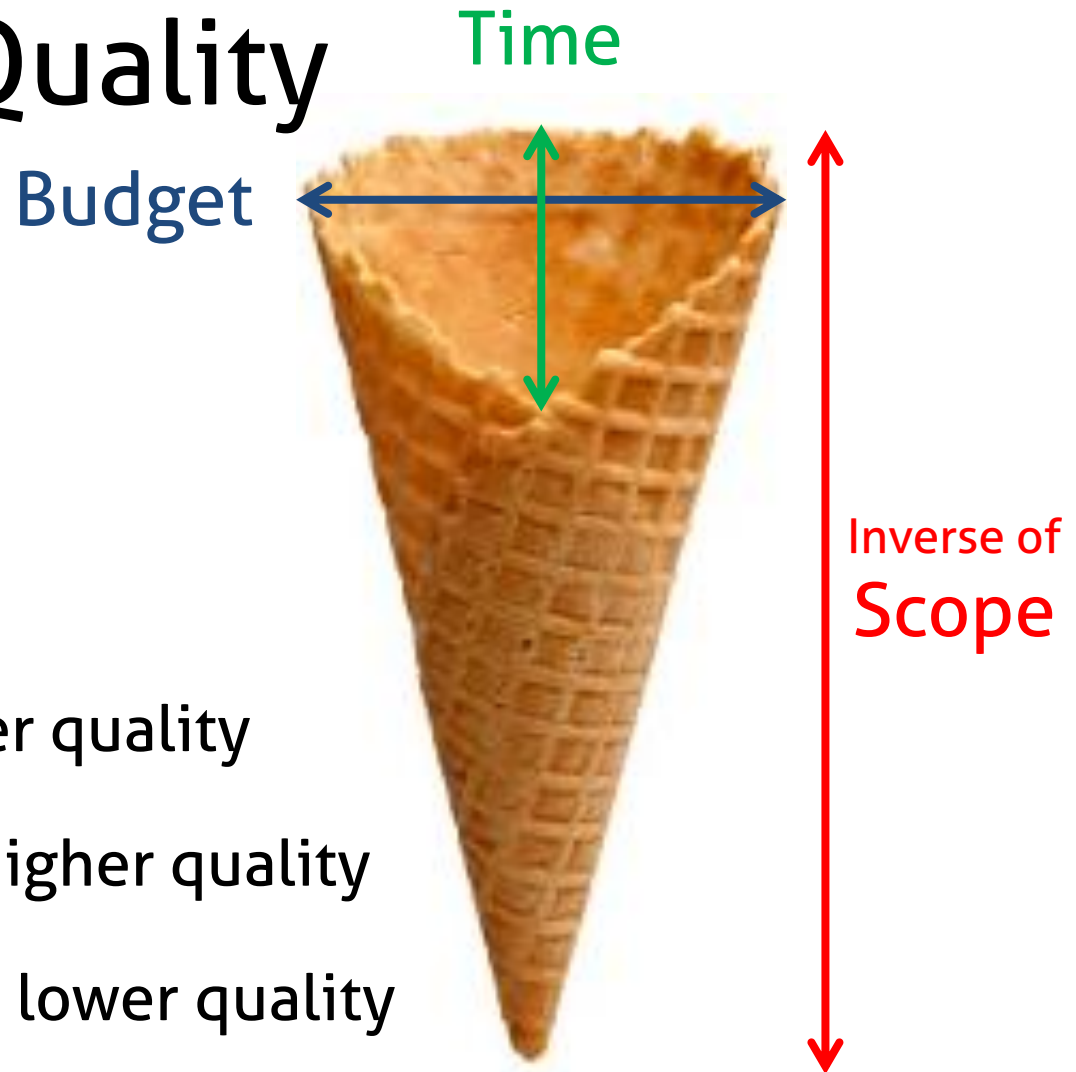 Quality
Time
Budget
Inverse of
Scope
er quality
igher quality
lower quality